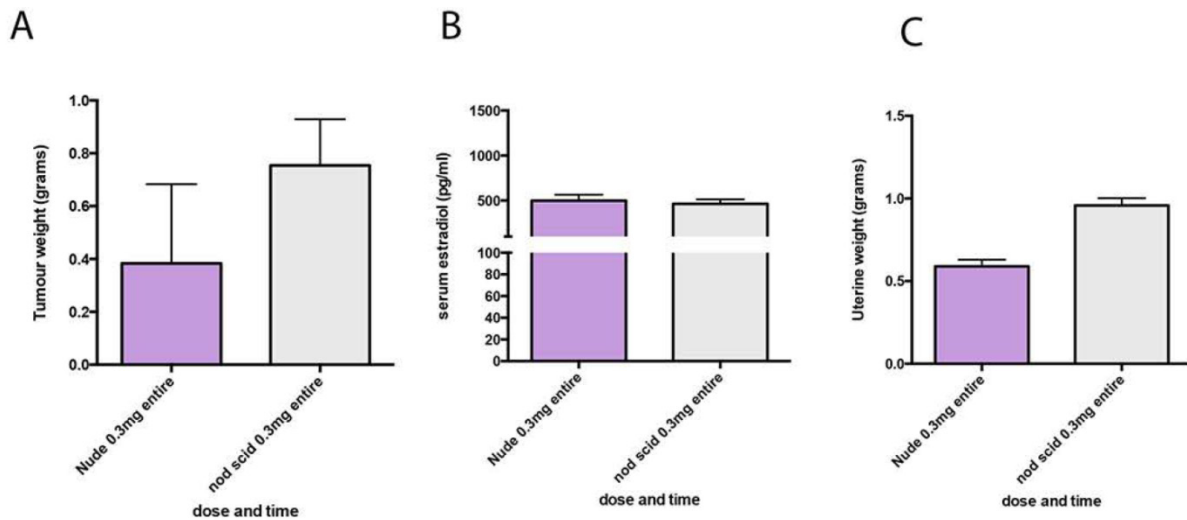 A
Tumour weight (grams)
1.0
0.8
0.6
0.4
0.2
0.0
Nude 0.3mg entire
nod scid 0.3mg entire
dose and time
B
serum estradiol (pg/ml)
1500
1000
500
100
80
60
40
20
0
Nude 0.3mg entire
nod scid 0.3mg entire
dose and time
C
Uterine weight (grams)
1.5
1.0
0.5
0.0
Nude 0.3mg entire
nod scid 0.3mg entire
dose and time